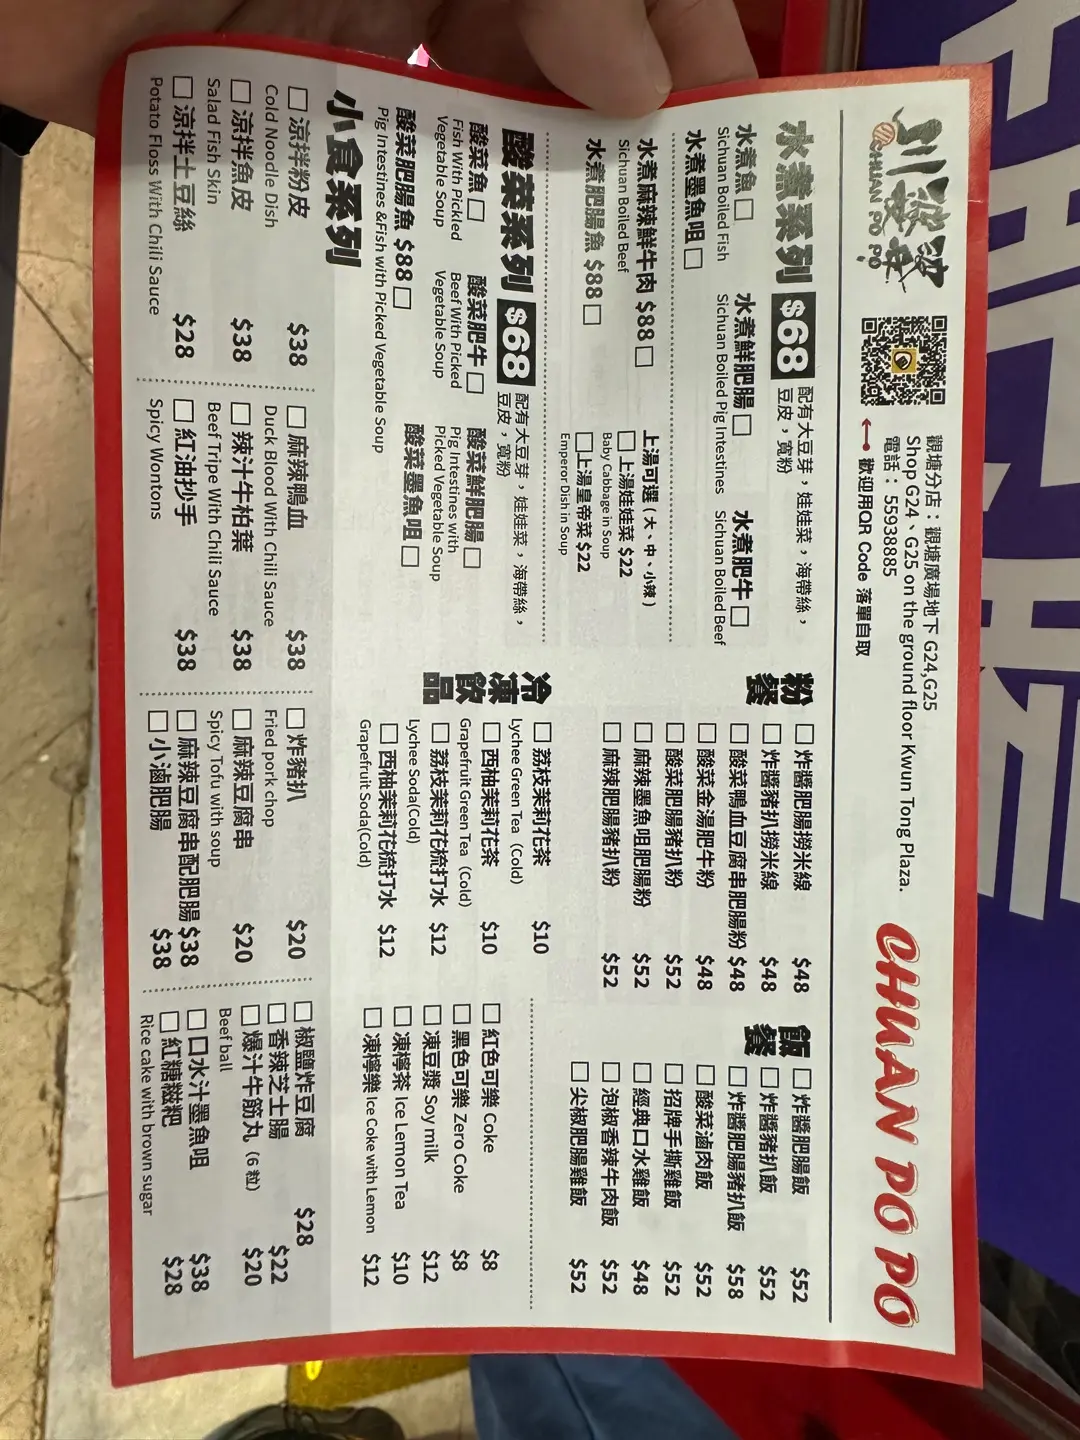 川渝婆婆
CHUAN PO PO
觀塘分店：觀塘廣場地下 G24,G25
Shop G24、G25 on the ground floor Kwun Tong Plaza.
電話： 55938885
⟵ 歡迎用QR Code 落單自取
CHUAN PO PO
水煮系列 $68 配有大豆芽，娃娃菜，海帶絲，
豆皮，寬粉
水煮魚 □ 水煮鮮肥腸 □ 水煮肥牛 □
Sichuan Boiled Fish Sichuan Boiled Pig Intestines Sichuan Boiled Beef
水煮墨魚咀 □
水煮麻辣鮮牛肉 $88 □
Sichuan Boiled Beef
水煮肥腸魚 $88 □
上湯可選 ( 大、中、小辣 )
□ 上湯娃娃菜 $22
Baby Cabbage in Soup
□ 上湯皇帝菜 $22
Emperor Dish in Soup
酸菜系列 $68 配有大豆芽，娃娃菜，海帶絲，
豆皮，寬粉
酸菜魚 □ 酸菜肥牛 □ 酸菜鮮肥腸 □
Fish With Pickled Beef With Picked Pig Intestines with
Vegetable Soup Vegetable Soup Picked Vegetable Soup
酸菜肥腸魚 $88 □ 酸菜墨魚咀 □
Pig Intestines &Fish with Picked Vegetable Soup
粉餐
□ 炸醬肥腸撈米線 $48
□ 炸醬豬扒撈米線 $48
□ 酸菜鴨血豆腐串肥腸粉 $48
□ 酸菜金湯肥牛粉 $48
□ 酸菜肥腸豬扒粉 $52
□ 麻辣墨魚咀肥腸粉 $52
□ 麻辣肥腸豬扒粉 $52
飯餐
□ 炸醬肥腸飯 $52
□ 炸醬豬扒飯 $52
□ 炸醬肥腸豬扒飯 $58
□ 酸菜滷肉飯 $52
□ 招牌手撕雞飯 $52
□ 經典口水雞飯 $48
□ 泡椒香辣牛肉飯 $52
□ 尖椒肥腸雞飯 $52
冷凍飲品
□ 荔枝茉莉花茶 $10
Lychee Green Tea (Cold)
□ 西柚茉莉花茶 $10
Grapefruit Green Tea (Cold)
□ 荔枝茉莉花梳打水 $12
Lychee Soda(Cold)
□ 西柚茉莉花梳打水 $12
Grapefruit Soda(Cold)
□ 紅色可樂 Coke $8
□ 黑色可樂 Zero Coke $8
□ 凍豆漿 Soy milk $12
□ 凍檸茶 Ice Lemon Tea $10
□ 凍檸樂 Ice Coke with Lemon $12
小食系列
□ 涼拌粉皮 $38
Cold Noodle Dish
□ 涼拌魚皮 $38
Salad Fish Skin
□ 涼拌土豆絲 $28
Potato Floss With Chili Sauce
□ 麻辣鴨血 $38
Duck Blood With Chili Sauce
□ 辣汁牛柏葉 $38
Beef Tripe With Chili Sauce
□ 紅油抄手 $38
Spicy Wontons
□ 炸豬扒 $20
Fried pork chop
□ 麻辣豆腐串 $20
Spicy Tofu with soup
□ 麻辣豆腐串配肥腸 $38
□ 小滷肥腸 $38
□ 椒鹽炸豆腐 $28
□ 香辣芝士腸 $22
□ 爆汁牛筋丸 (6 粒) $20
Beef ball
□ 口水汁墨魚咀 $38
□ 紅糖糍粑 $28
Rice cake with brown sugar